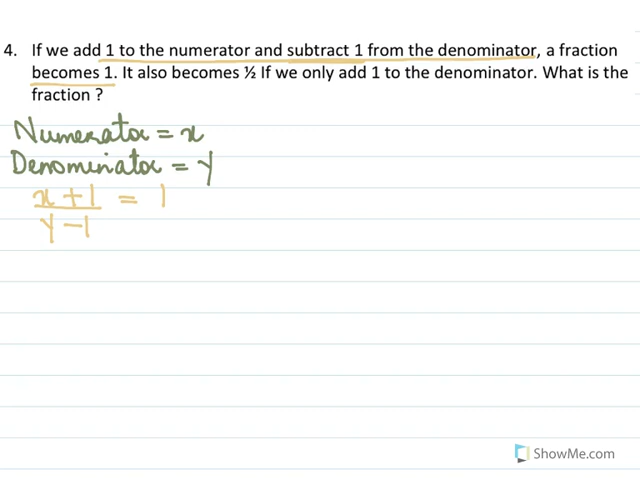 4. If we add 1 to the numerator and subtract 1 from the denominator, a fraction
becomes 1. It also becomes ½ If we only add 1 to the denominator. What is the
fraction ?
Numerator = x
Denominator = y
x + 1 = 1
y - 1
ShowMe.com